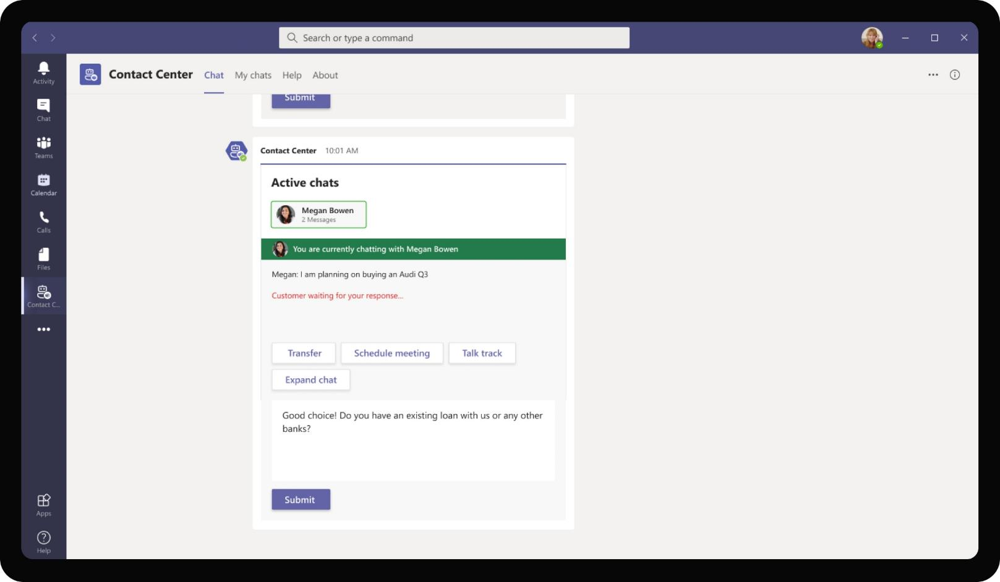 Search or type a command
Activity
Chat
Teams
Calendar
Calls
Files
Contact C...
Apps
Help
Contact Center
Chat
My chats
Help
About
Submit
Contact Center 10:01 AM
Active chats
Megan Bowen
2 Messages
You are currently chatting with Megan Bowen
Megan: I am planning on buying an Audi Q3
Customer waiting for your response...
Transfer
Schedule meeting
Talk track
Expand chat
Good choice! Do you have an existing loan with us or any other
banks?
Submit